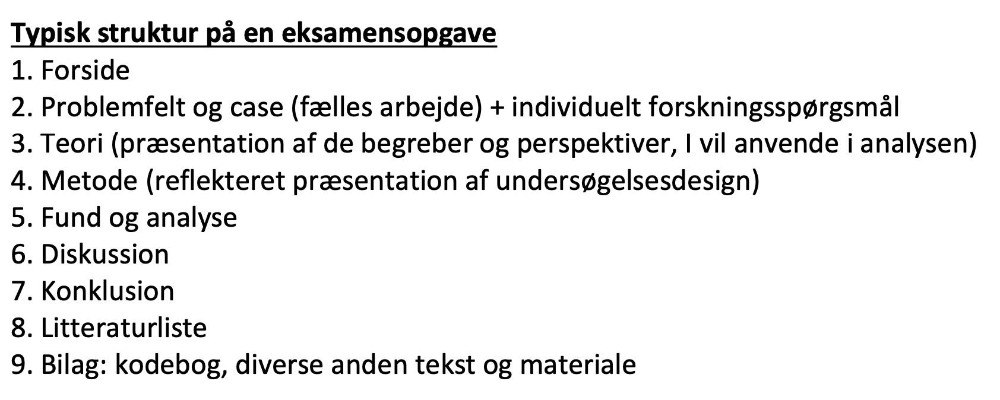 Typisk struktur på en eksamensopgave
1. Forside
2. Problemfelt og case (fælles arbejde) + individuelt forskningsspørgsmål
3. Teori (præsentation af de begreber og perspektiver, I vil anvende i analysen)
4. Metode (reflekteret præsentation af undersøgelsesdesign)
5. Fund og analyse
6. Diskussion
7. Konklusion
8. Litteraturliste
9. Bilag: kodebog, diverse anden tekst og materiale